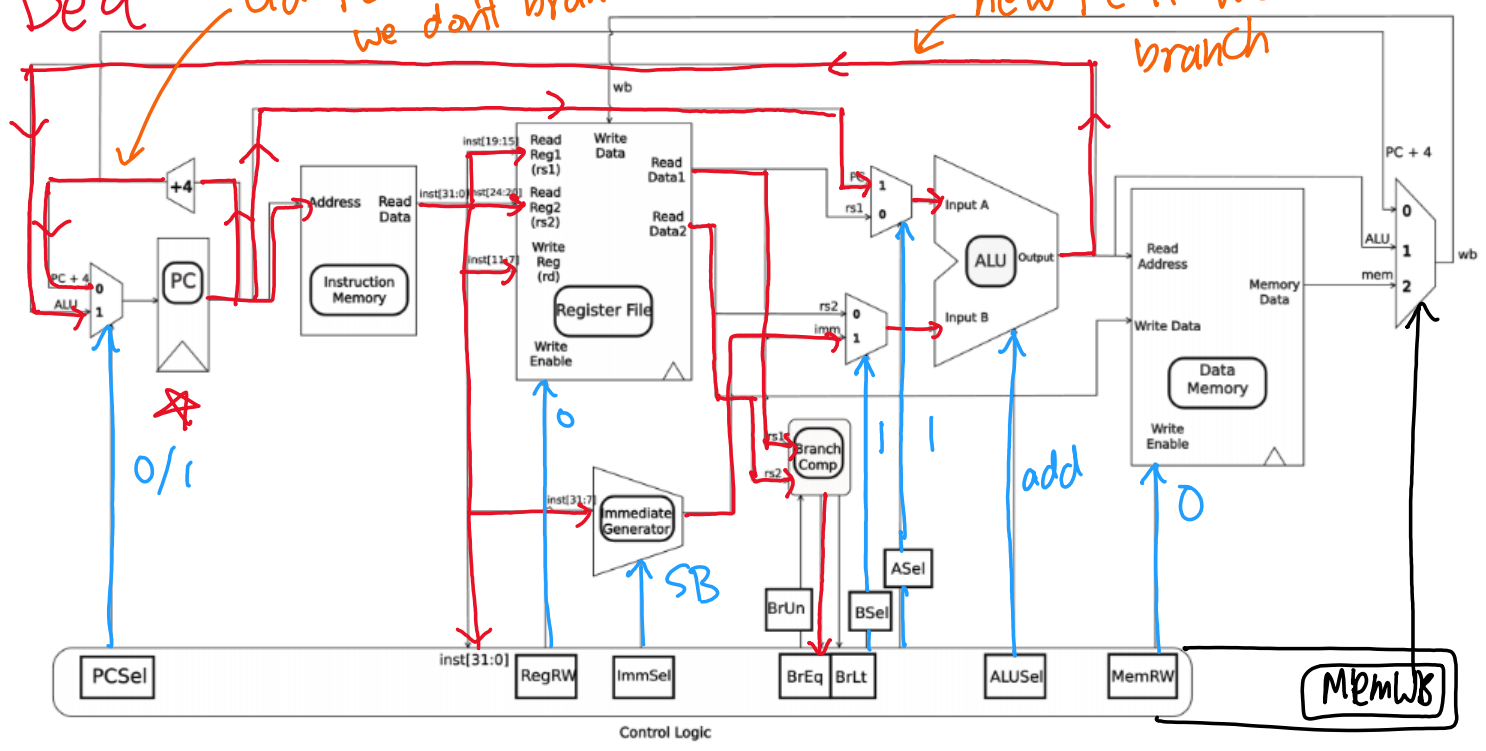 beq
we don't
new PC if we
branch
wb
PC + 4
+4
PC + 4
0
ALU
1
PC
Address
Read
Data
Instruction
Memory
inst[31:0]
inst[19:15]
inst[24:20]
inst[11:7]
Read
Reg1
(rs1)
Read
Reg2
(rs2)
Write
Reg
(rd)
Write
Data
Read
Data1
Read
Data2
Register File
Write
Enable
PC
1
rs1
0
rs2
0
imm
1
Input A
ALU
Output
Input B
Read
Address
Memory
Data
Write Data
Data
Memory
Write
Enable
0
ALU
1
mem
2
wb
0/1
0
inst[31:7]
Immediate
Generator
SB
rs1
rs2
Branch
Comp
1
1
add
0
BrUn
BSel
ASel
PCSel
inst[31:0]
RegRW
ImmSel
BrEq
BrLt
ALUSel
MemRW
MemWB
Control Logic